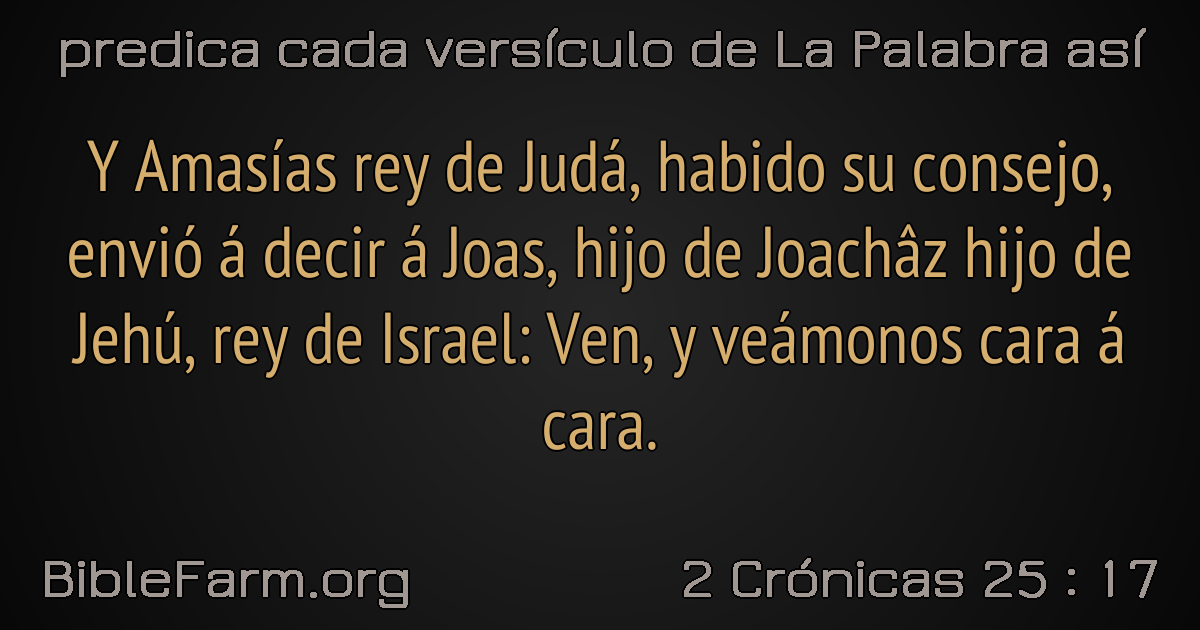 predica cada versículo de La Palabra así
Y Amasías rey de Judá, habido su consejo,
envió á decir á Joas, hijo de Joachâz hijo de
Jehú, rey de Israel: Ven, y veámonos cara á
cara.
BibleFarm.org
2 Crónicas 25 : 17